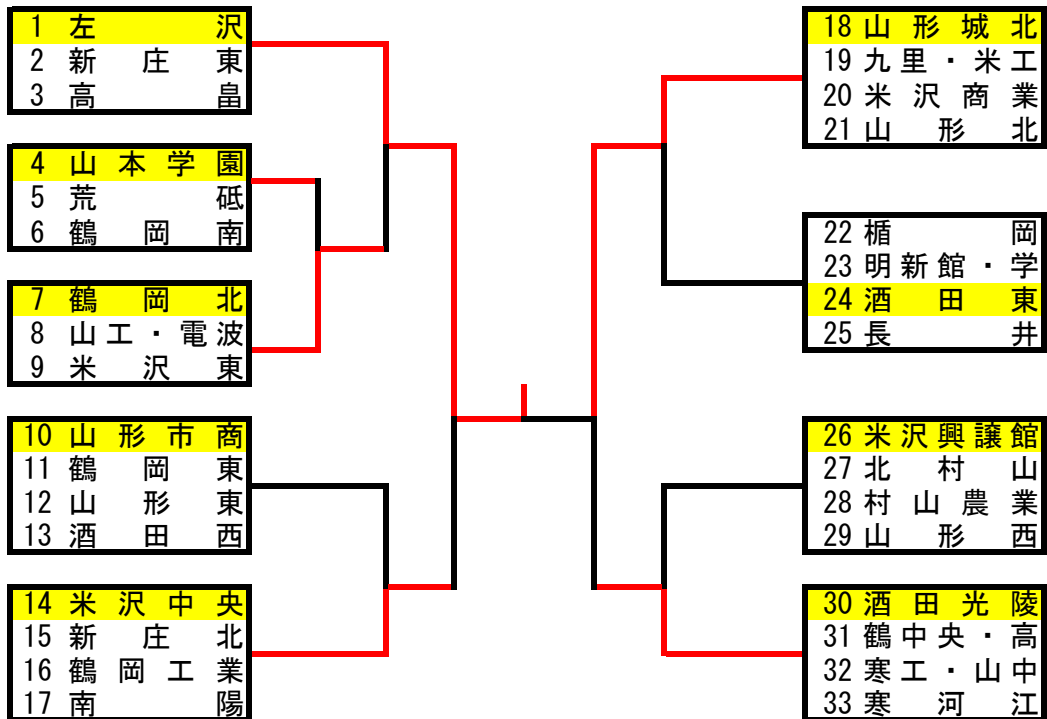 1 左沢
2 新庄東
3 高畠
4 山本学園
5 荒砥
6 鶴岡南
7 鶴岡北
8 山工・電波
9 米沢東
10 山形市商
11 鶴岡東
12 山形東
13 酒田西
14 米沢中央
15 新庄北
16 鶴岡工業
17 南陽
18 山形城北
19 九里・米工
20 米沢商業
21 山形北
22 楯岡
23 明新館・学
24 酒田東
25 長井
26 米沢興譲館
27 北村山
28 村山農業
29 山形西
30 酒田光陵
31 鶴中央・高
32 寒工・山中
33 寒河江